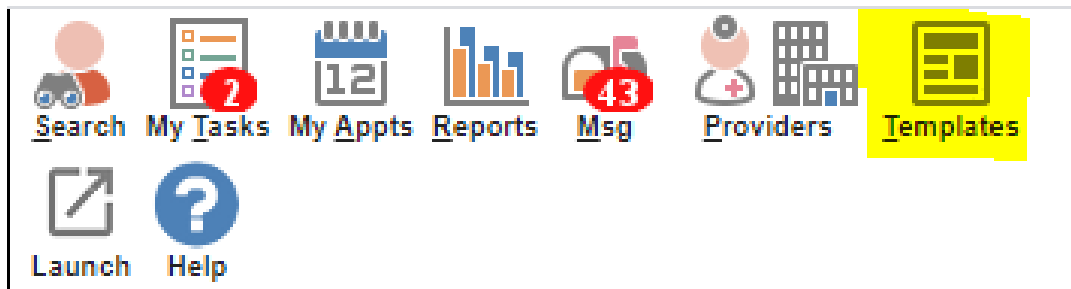 2 12 43
Search My Tasks My Appts Reports Msg Providers Templates
?
Launch Help